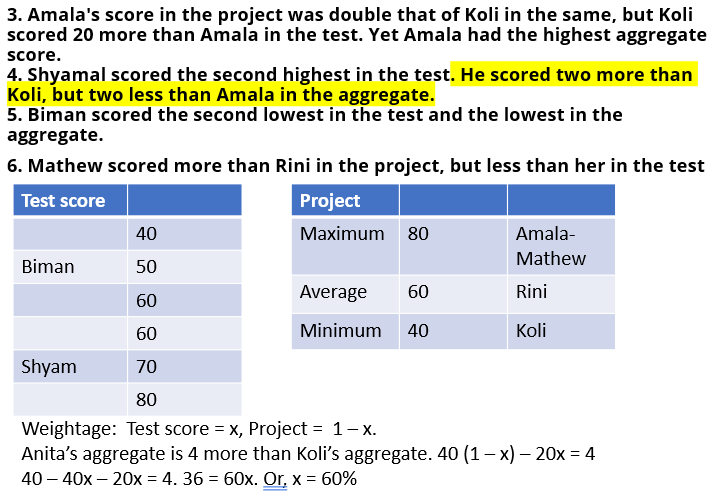 3. Amala's score in the project was double that of Koli in the same, but Koli
scored 20 more than Amala in the test. Yet Amala had the highest aggregate
score.
4. Shyamal scored the second highest in the test. He scored two more than
Koli, but two less than Amala in the aggregate.
5. Biman scored the second lowest in the test and the lowest in the
aggregate.
6. Mathew scored more than Rini in the project, but less than her in the test
Test score
40
Biman 50
60
60
Shyam 70
80
Project
Maximum 80 Amala-
Mathew
Average 60 Rini
Minimum 40 Koli
Weightage: Test score = x, Project = 1 – x.
Anita's aggregate is 4 more than Koli's aggregate. 40 (1 – x) – 20x = 4
40 – 40x – 20x = 4. 36 = 60x. Or, x = 60%